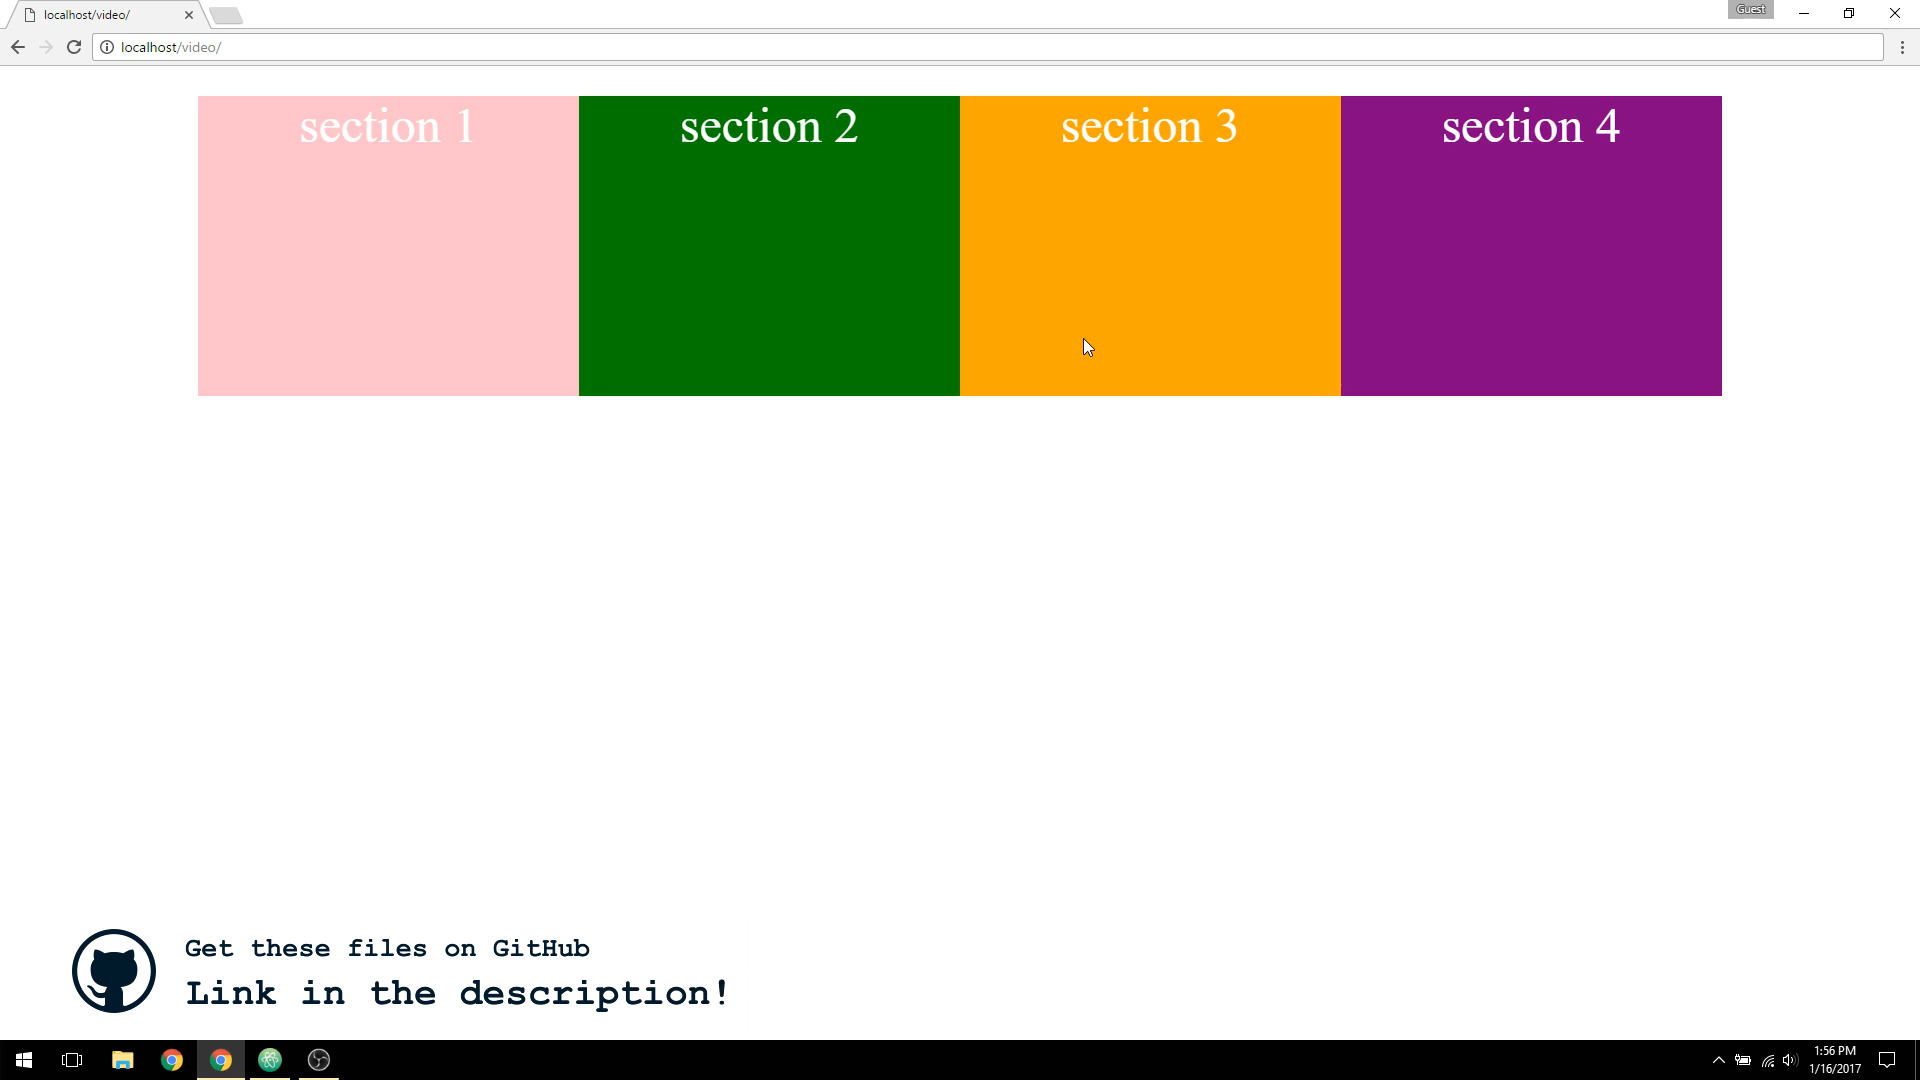 localhost/video/
Guest
localhost/video/
section 1
section 2
section 3
section 4
Get these files on GitHub
Link in the description!
1:56 PM
1/16/2017